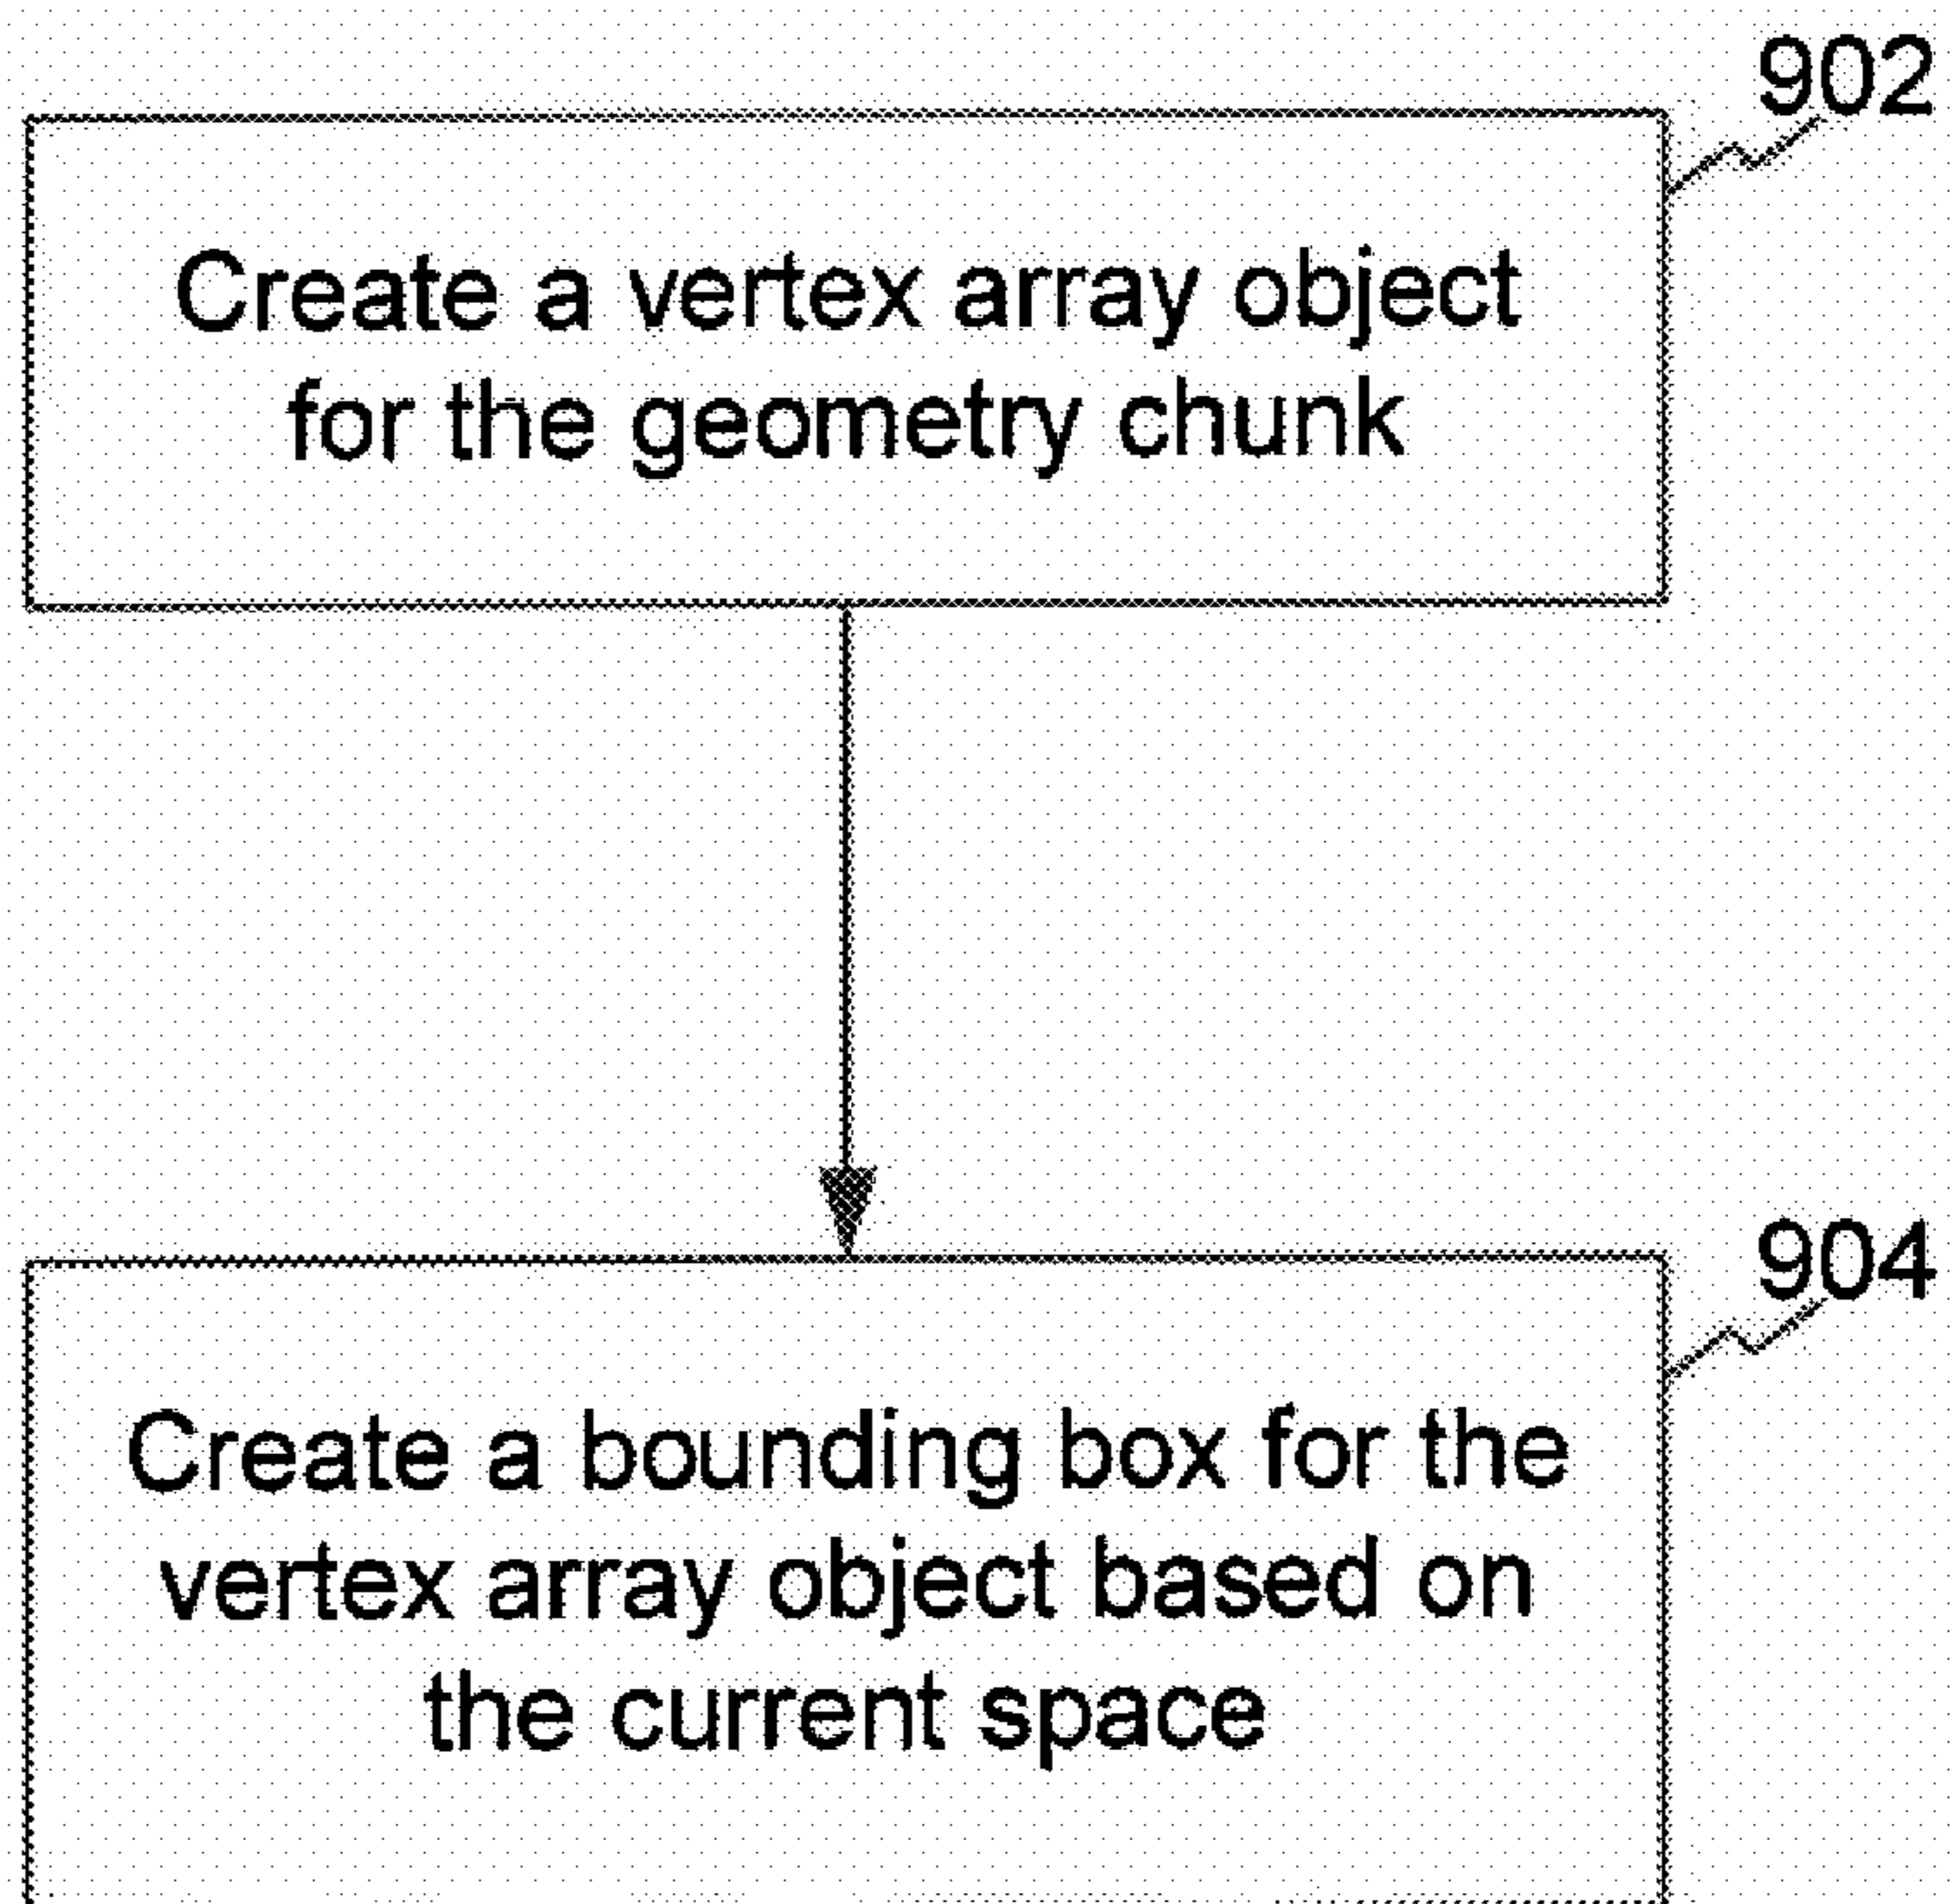 902
Create a vertex array object
for the geometry chunk
904
Create a bounding box for the
vertex array object based on
the current space